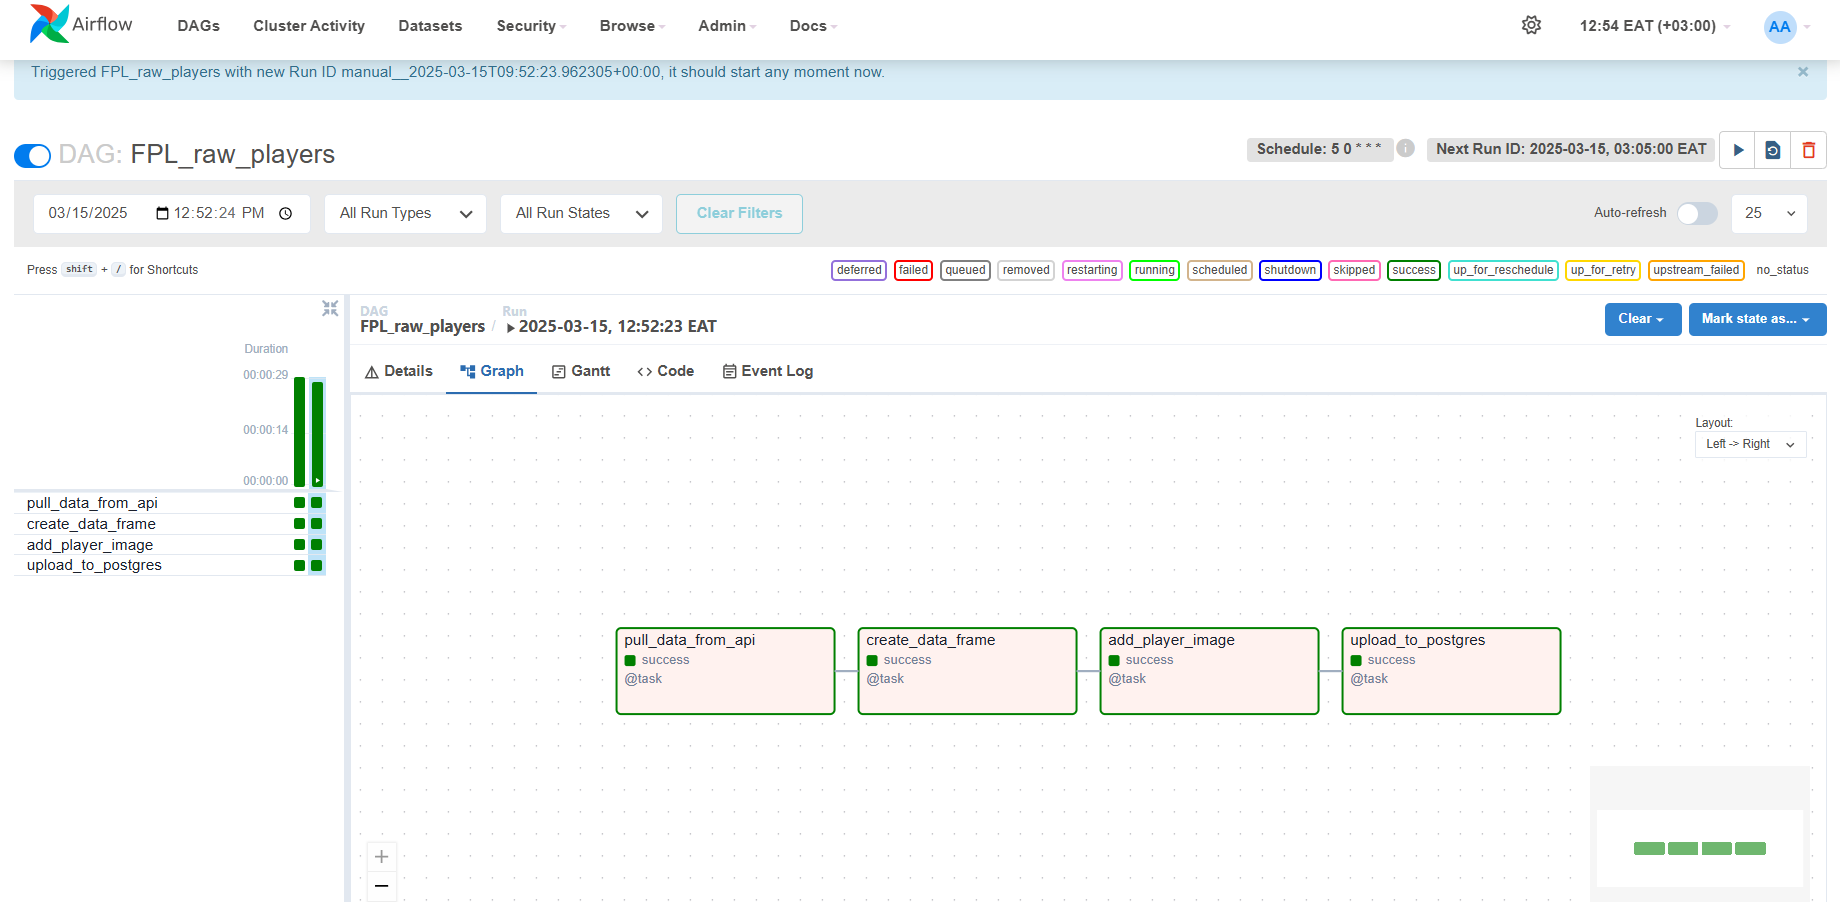 Airflow DAGs Cluster Activity Datasets Security Browse Admin Docs 12:54 EAT (+03:00) AA
Triggered FPL_raw_players with new Run ID manual__2025-03-15T09:52:23.962305+00:00, it should start any moment now. ×
DAG: FPL_raw_players Schedule: 5 0 * * * i Next Run ID: 2025-03-15, 03:05:00 EAT
03/15/2025 12:52:24 PM All Run Types All Run States Clear Filters Auto-refresh 25
Press shift + / for Shortcuts deferred failed queued removed restarting running scheduled shutdown skipped success up_for_reschedule up_for_retry upstream_failed no_status
DAG Run
FPL_raw_players / 2025-03-15, 12:52:23 EAT Clear Mark state as...
Duration
00:00:29
00:00:14
00:00:00
pull_data_from_api
create_data_frame
add_player_image
upload_to_postgres
Details Graph Gantt Code Event Log
Layout:
Left -> Right
pull_data_from_api
success
@task
create_data_frame
success
@task
add_player_image
success
@task
upload_to_postgres
success
@task